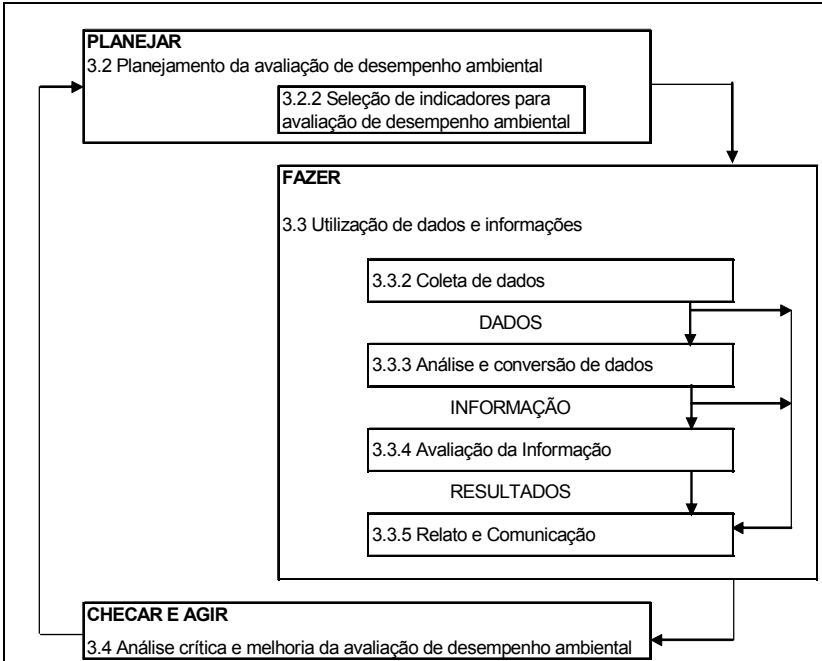 PLANEJAR
3.2 Planejamento da avaliação de desempenho ambiental
3.2.2 Seleção de indicadores para
avaliação de desempenho ambiental
FAZER
3.3 Utilização de dados e informações
3.3.2 Coleta de dados
DADOS
3.3.3 Análise e conversão de dados
INFORMAÇÃO
3.3.4 Avaliação da Informação
RESULTADOS
3.3.5 Relato e Comunicação
CHECAR E AGIR
3.4 Análise crítica e melhoria da avaliação de desempenho ambiental